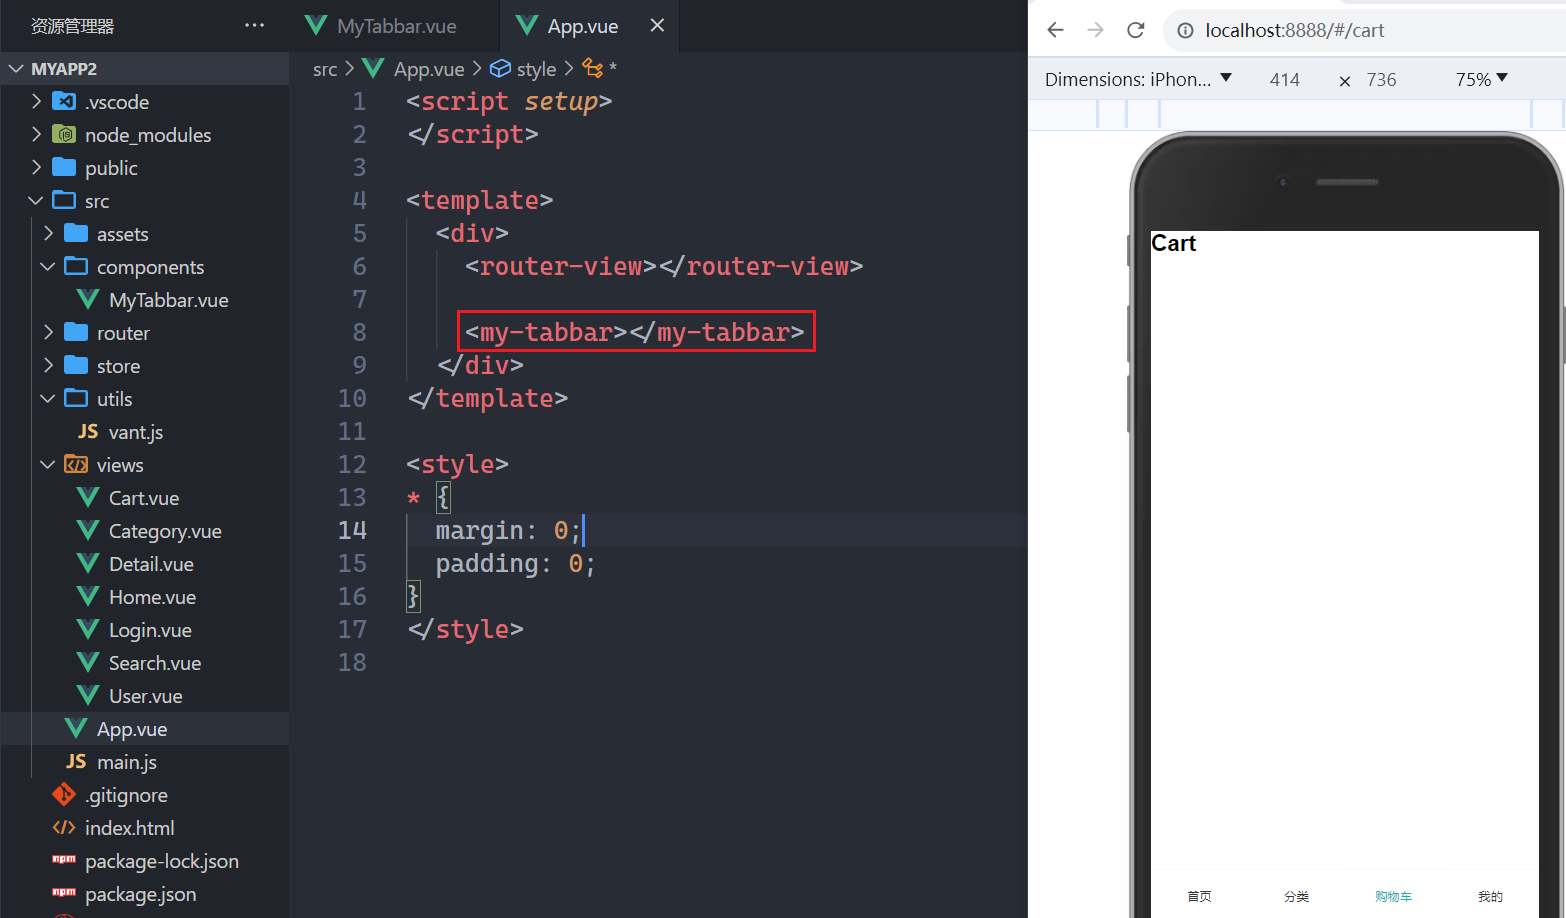 资源管理器 ···
MYAPP2
.vscode
node_modules
public
src
assets
components
MyTabbar.vue
router
store
utils
JS vant.js
views
Cart.vue
Category.vue
Detail.vue
Home.vue
Login.vue
Search.vue
User.vue
App.vue
JS main.js
.gitignore
index.html
npm package-lock.json
npm package.json
MyTabbar.vue App.vue
src > App.vue > style > *
1 <script setup>
2 </script>
3
4 <template>
5 <div>
6 <router-view></router-view>
7
8 <my-tabbar></my-tabbar>
9 </div>
10 </template>
11
12 <style>
13 * {
14 margin: 0;
15 padding: 0;
16 }
17 </style>
18
localhost:8888/#/cart
Dimensions: iPhon... 414 × 736 75%
Cart
首页 分类 购物车 我的